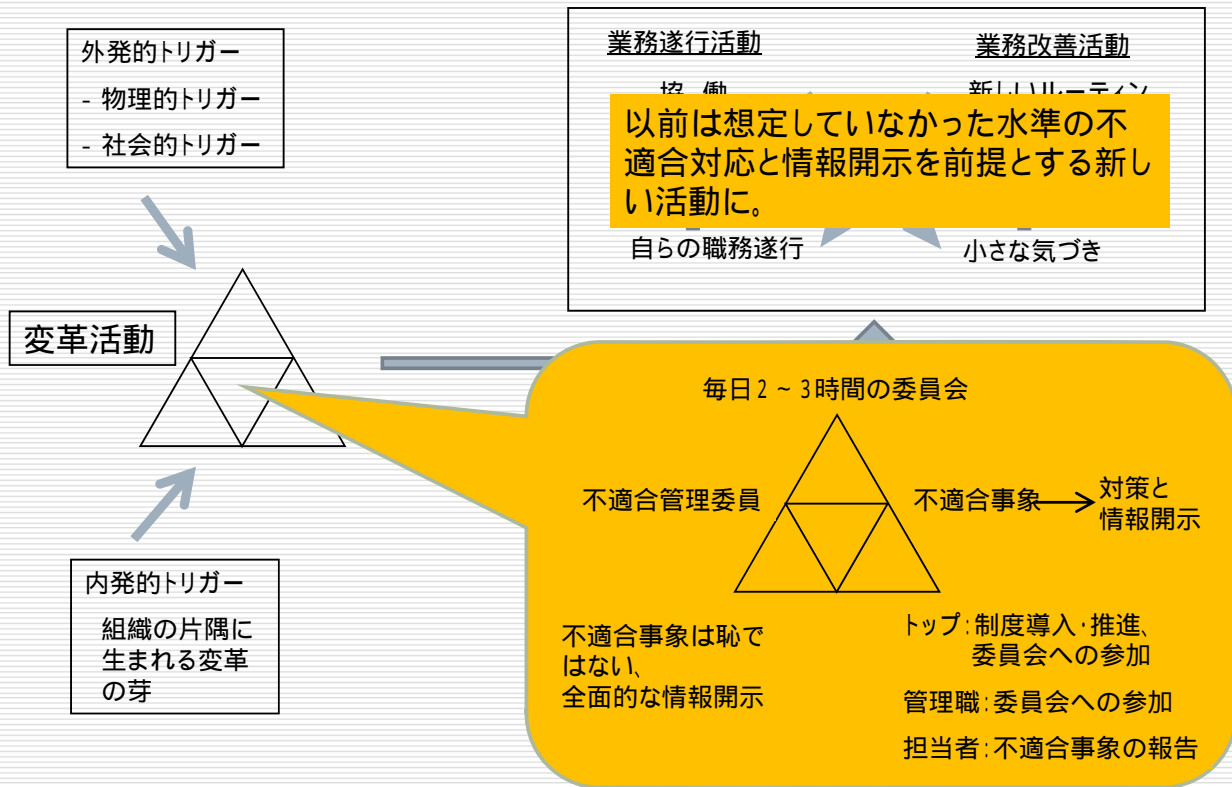 外発的トリガー
- 物理的トリガー
- 社会的トリガー
変革活動
内発的トリガー
組織の片隅に
生まれる変革
の芽
業務遂行活動
業務改善活動
協 働
新しいルーティン
以前は想定していなかった水準の不
適合対応と情報開示を前提とする新し
い活動に。
自らの職務遂行
小さな気づき
毎日2~3時間の委員会
不適合管理委員
不適合事象
対策と
情報開示
不適合事象は恥で
はない、
全面的な情報開示
トップ:制度導入・推進、
委員会への参加
管理職:委員会への参加
担当者:不適合事象の報告